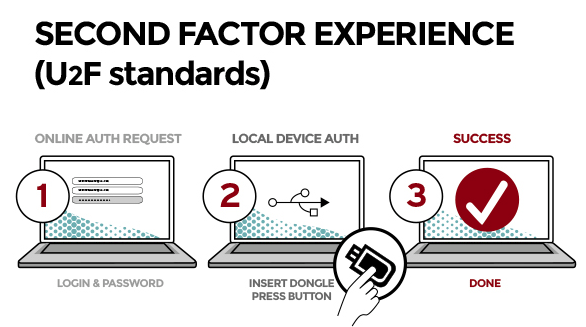 SECOND FACTOR EXPERIENCE
(U2F standards)
ONLINE AUTH REQUEST
LOCAL DEVICE AUTH
SUCCESS
1
2
3
LOGIN & PASSWORD
INSERT DONGLE
PRESS BUTTON
DONE